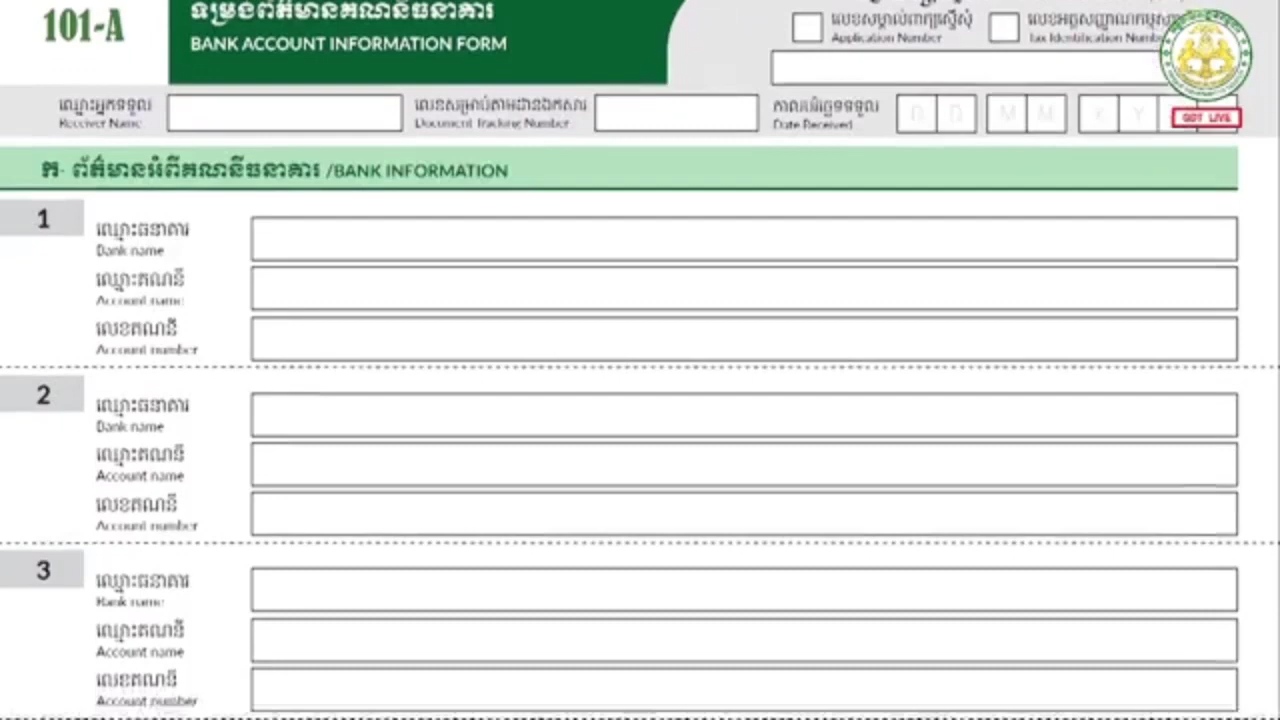 101-A
ទម្រង់ព័ត៌មានគណនីធនាគារ
BANK ACCOUNT INFORMATION FORM
លេខសម្គាល់ពាក្យស្នើសុំ
Application Number
លេខអត្តសញ្ញាណកម្មសារពើ
Tax Identification Numb
GDT LIVE
ឈ្មោះអ្នកទទួល
Receiver Name
លេខសម្រាប់តាមដានឯកសារ
Document Tracking Number
កាលបរិច្ឆេទទទួល
Date Received
D D M M Y Y
ក- ព័ត៌មានអំពីគណនីធនាគារ /BANK INFORMATION
1
ឈ្មោះធនាគារ
Bank name
ឈ្មោះគណនី
Account name
លេខគណនី
Account number
2
ឈ្មោះធនាគារ
Bank name
ឈ្មោះគណនី
Account name
លេខគណនី
Account number
3
ឈ្មោះធនាគារ
Bank name
ឈ្មោះគណនី
Account name
លេខគណនី
Account number